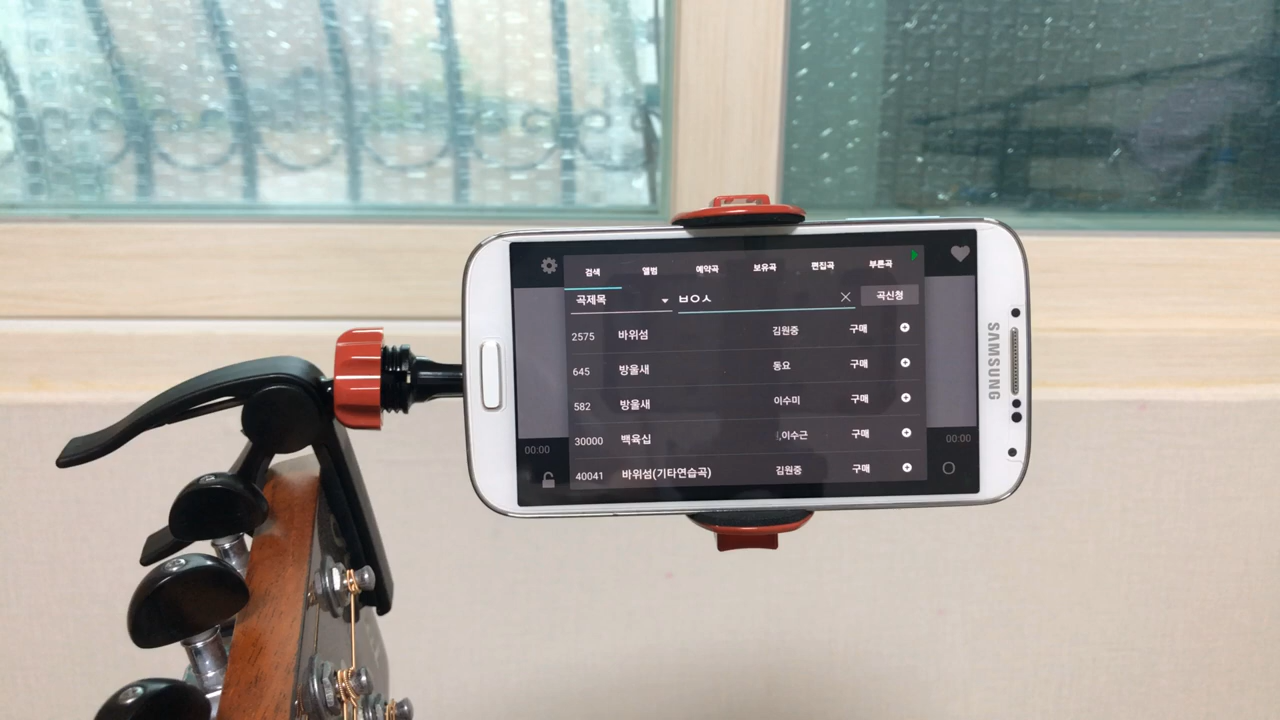 검색 앨범 예약곡 보유곡 편집곡 부른곡
곡제목 ㅂㅇㅅ 곡신청
2575 바위섬 김원중 구매
645 방울새 동요 구매
582 방울새 이수미 구매
30000 백육십 ,이수근 구매
40041 바위섬(기타연습곡) 김원중 구매
00:00 00:00
SAMSUNG